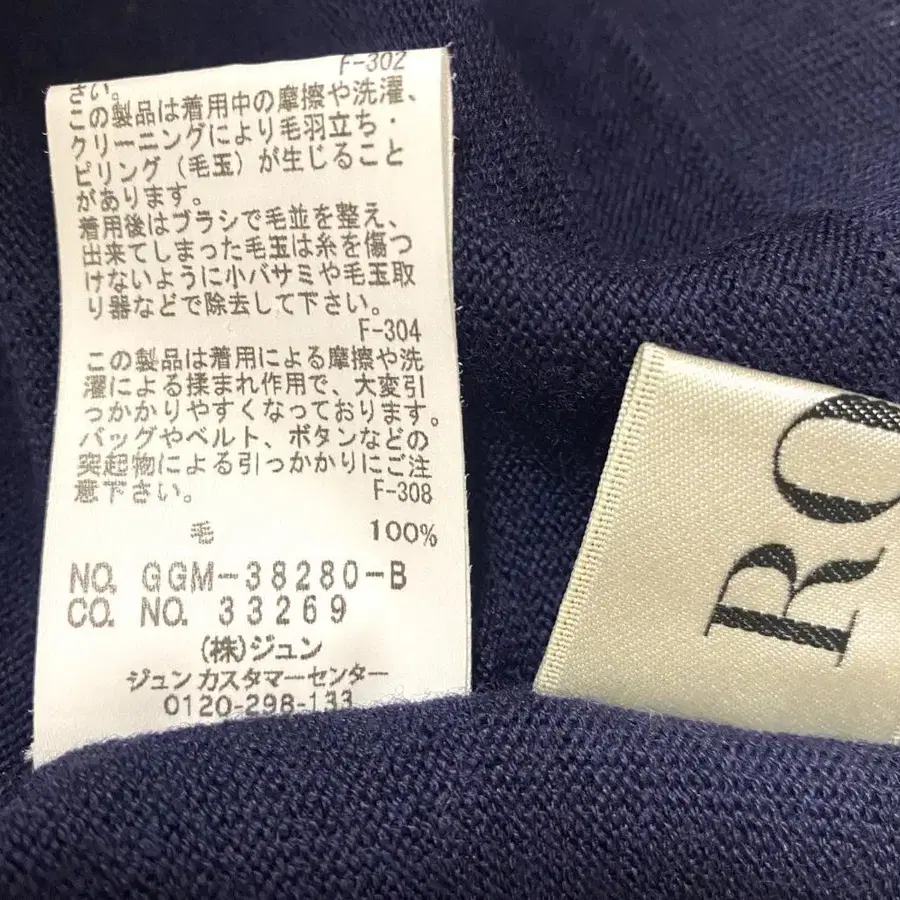 F-302
さい。
この製品は着用中の摩擦や洗濯、
クリーニングにより毛羽立ち・
ピリング(毛玉)が生じること
があります。
着用後はブラシで毛並を整え、
出来てしまった毛玉は糸を傷つ
けないように小バサミや毛玉取
り器などで除去して下さい。
F-304
この製品は着用による摩擦や洗
濯による揉まれ作用で、大変引
っかかりやすくなっております。
バッグやベルト、ボタンなどの
突起物による引っかかりにご注
意下さい。 F-308
毛 100%
NO. GGM-38280-B
CO. NO. 33269
(株)ジュン
ジュンカスタマーセンター
0120-298-133
RO